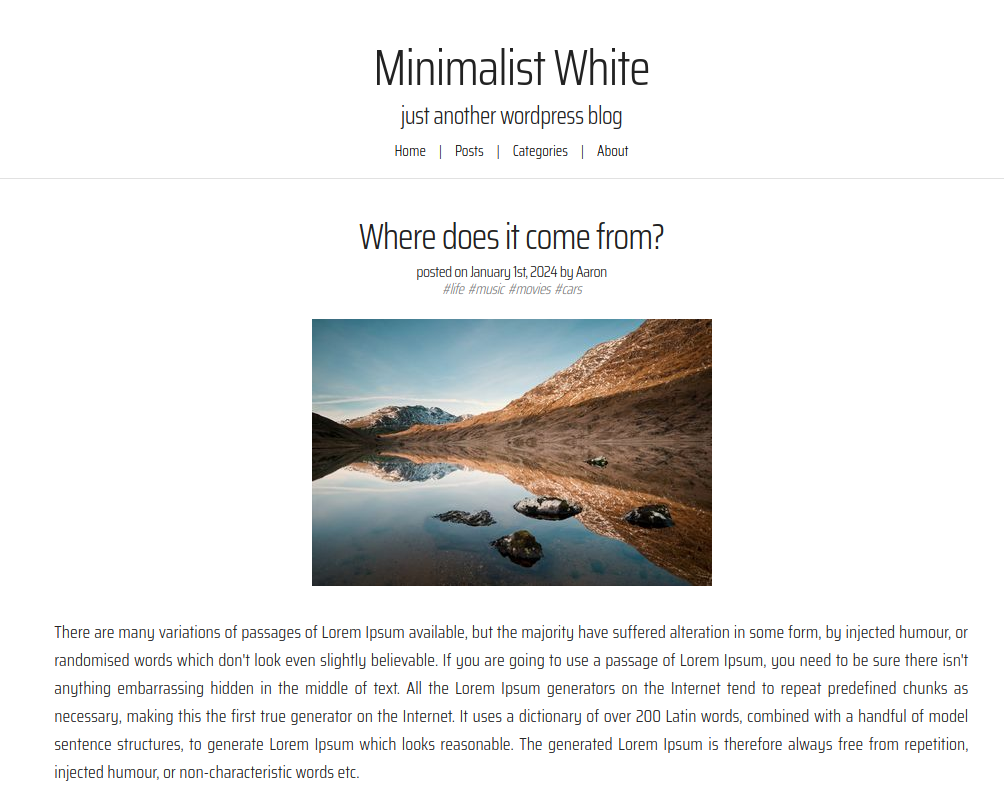 Minimalist White
just another wordpress blog
Home | Posts | Categories | About
Where does it come from?
posted on January 1st, 2024 by Aaron
#life #music #movies #cars
There are many variations of passages of Lorem Ipsum available, but the majority have suffered alteration in some form, by injected humour, or
randomised words which don't look even slightly believable. If you are going to use a passage of Lorem Ipsum, you need to be sure there isn't
anything embarrassing hidden in the middle of text. All the Lorem Ipsum generators on the Internet tend to repeat predefined chunks as
necessary, making this the first true generator on the Internet. It uses a dictionary of over 200 Latin words, combined with a handful of model
sentence structures, to generate Lorem Ipsum which looks reasonable. The generated Lorem Ipsum is therefore always free from repetition,
injected humour, or non-characteristic words etc.